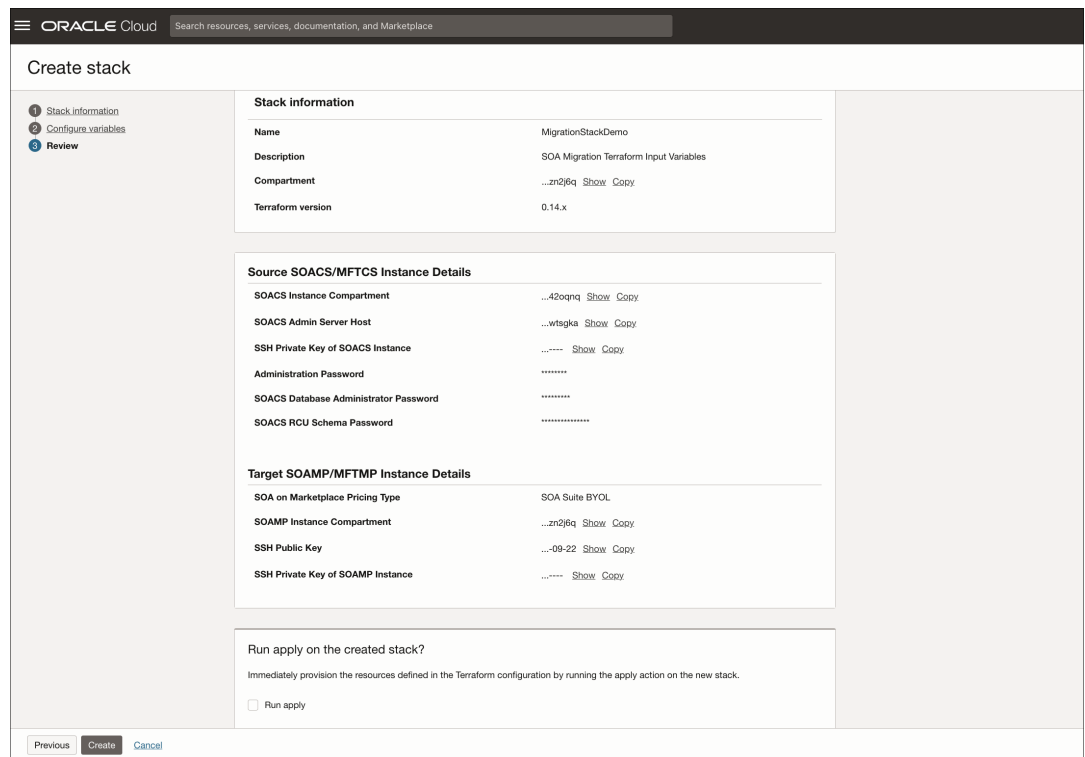 ORACLE Cloud
Search resources, services, documentation, and Marketplace
Create stack
1 Stack information
2 Configure variables
3 Review
Stack information
Name MigrationStackDemo
Description SOA Migration Terraform Input Variables
Compartment ...zn2j6q Show Copy
Terraform version 0.14.x
Source SOACS/MFTCS Instance Details
SOACS Instance Compartment ...42oqnq Show Copy
SOACS Admin Server Host ...wtsgka Show Copy
SSH Private Key of SOACS Instance ...---- Show Copy
Administration Password ********
SOACS Database Administrator Password *********
SOACS RCU Schema Password ***************
Target SOAMP/MFTMP Instance Details
SOA on Marketplace Pricing Type SOA Suite BYOL
SOAMP Instance Compartment ...zn2j6q Show Copy
SSH Public Key ...-09-22 Show Copy
SSH Private Key of SOAMP Instance ...---- Show Copy
Run apply on the created stack?
Immediately provision the resources defined in the Terraform configuration by running the apply action on the new stack.
Run apply
Previous Create Cancel